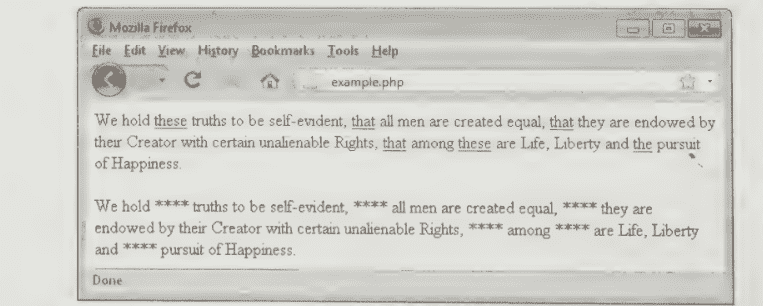 Mozilla Firefox
File Edit View History Bookmarks Tools Help
example.php
We hold these truths to be self-evident, that all men are created equal, that they are endowed by
their Creator with certain unalienable Rights, that among these are Life, Liberty and the pursuit
of Happiness.
We hold **** truths to be self-evident, **** all men are created equal, **** they are
endowed by their Creator with certain unalienable Rights, **** among **** are Life, Liberty
and **** pursuit of Happiness.
Done